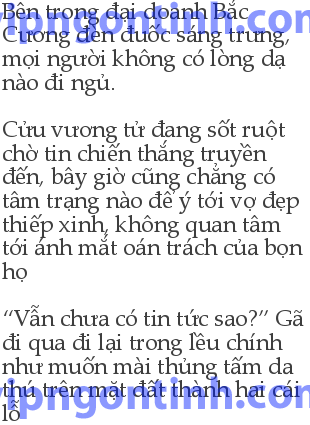 Bên trong đại doanh Bắc
Cương đèn đuốc sáng trưng,
mọi người không có lòng dạ
nào đi ngủ.
Cửu vương tử đang sốt ruột
chờ tin chiến thắng truyền
đến, bây giờ cũng chẳng có
tâm trạng nào để ý tới vợ đẹp
thiếp xinh, không quan tâm
tới ánh mắt oán trách của bọn
họ
“Vẫn chưa có tin tức sao?” Gã
đi qua đi lại trong lều chính
như muốn mài thủng tấm da
thú trên mặt đất thành hai cái
lỗ